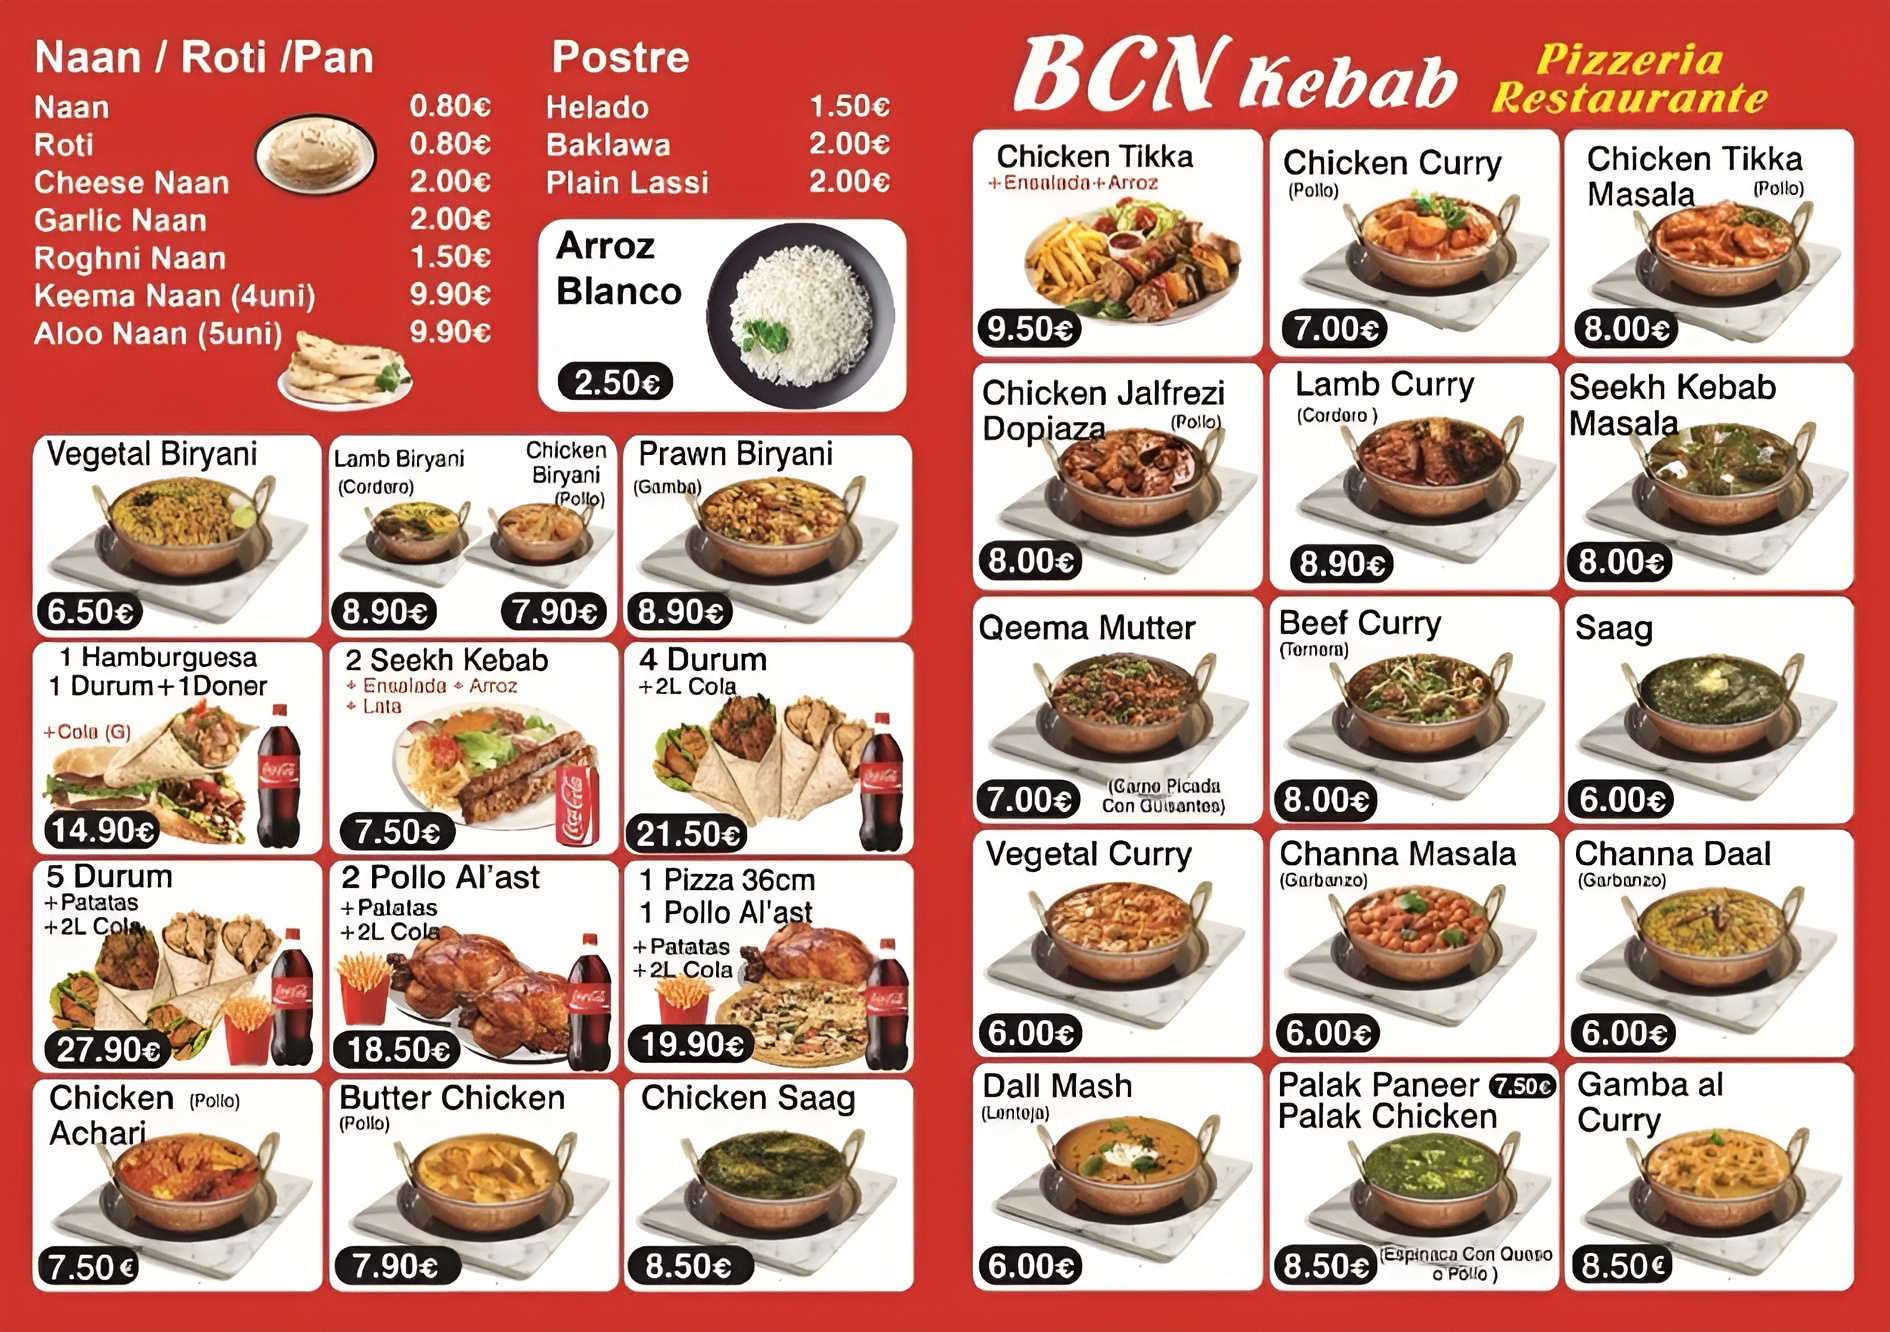 Naan / Roti /Pan
Naan 0.80€
Roti 0.80€
Cheese Naan 2.00€
Garlic Naan 2.00€
Roghni Naan 1.50€
Keema Naan (4uni) 9.90€
Aloo Naan (5uni) 9.90€
Postre
Helado 1.50€
Baklawa 2.00€
Plain Lassi 2.00€
Arroz
Blanco
2.50€
Vegetal Biryani
6.50€
Lamb Biryani
(Cordero)
8.90€
Chicken
Biryani
(Pollo)
7.90€
Prawn Biryani
(Gamba)
8.90€
1 Hamburguesa
1 Durum+1Doner
+Cola (G)
14.90€
2 Seekh Kebab
+ Ensalada + Arroz
+ Lata
Coca-Cola
7.50€
4 Durum
+2L Cola
Coca-Cola
21.50€
5 Durum
+Patatas
+2L Cola
27.90€
2 Pollo Al'ast
+Patatas
+2L Cola
18.50€
1 Pizza 36cm
1 Pollo Al'ast
+Patatas
+2L Cola
19.90€
Chicken (Pollo)
Achari
7.50€
Butter Chicken
(Pollo)
7.90€
Chicken Saag
8.50€
BCN Kebab
Pizzeria
Restaurante
Chicken Tikka
+Ensalada+Arroz
9.50€
Chicken Curry
(Pollo)
7.00€
Chicken Tikka
Masala (Pollo)
8.00€
Chicken Jalfrezi
Dopiaza (Pollo)
8.00€
Lamb Curry
(Cordero )
8.90€
Seekh Kebab
Masala
8.00€
Qeema Mutter
7.00€
(Carne Picada
Con Guisantes)
Beef Curry
(Ternera)
8.00€
Saag
6.00€
Vegetal Curry
6.00€
Channa Masala
(Garbanzo)
6.00€
Channa Daal
(Garbanzo)
6.00€
Dall Mash
(Lenteja)
6.00€
Palak Paneer 7.50€
Palak Chicken
8.50€
(Espinaca Con Queso
o Pollo )
Gamba al
Curry
8.50€